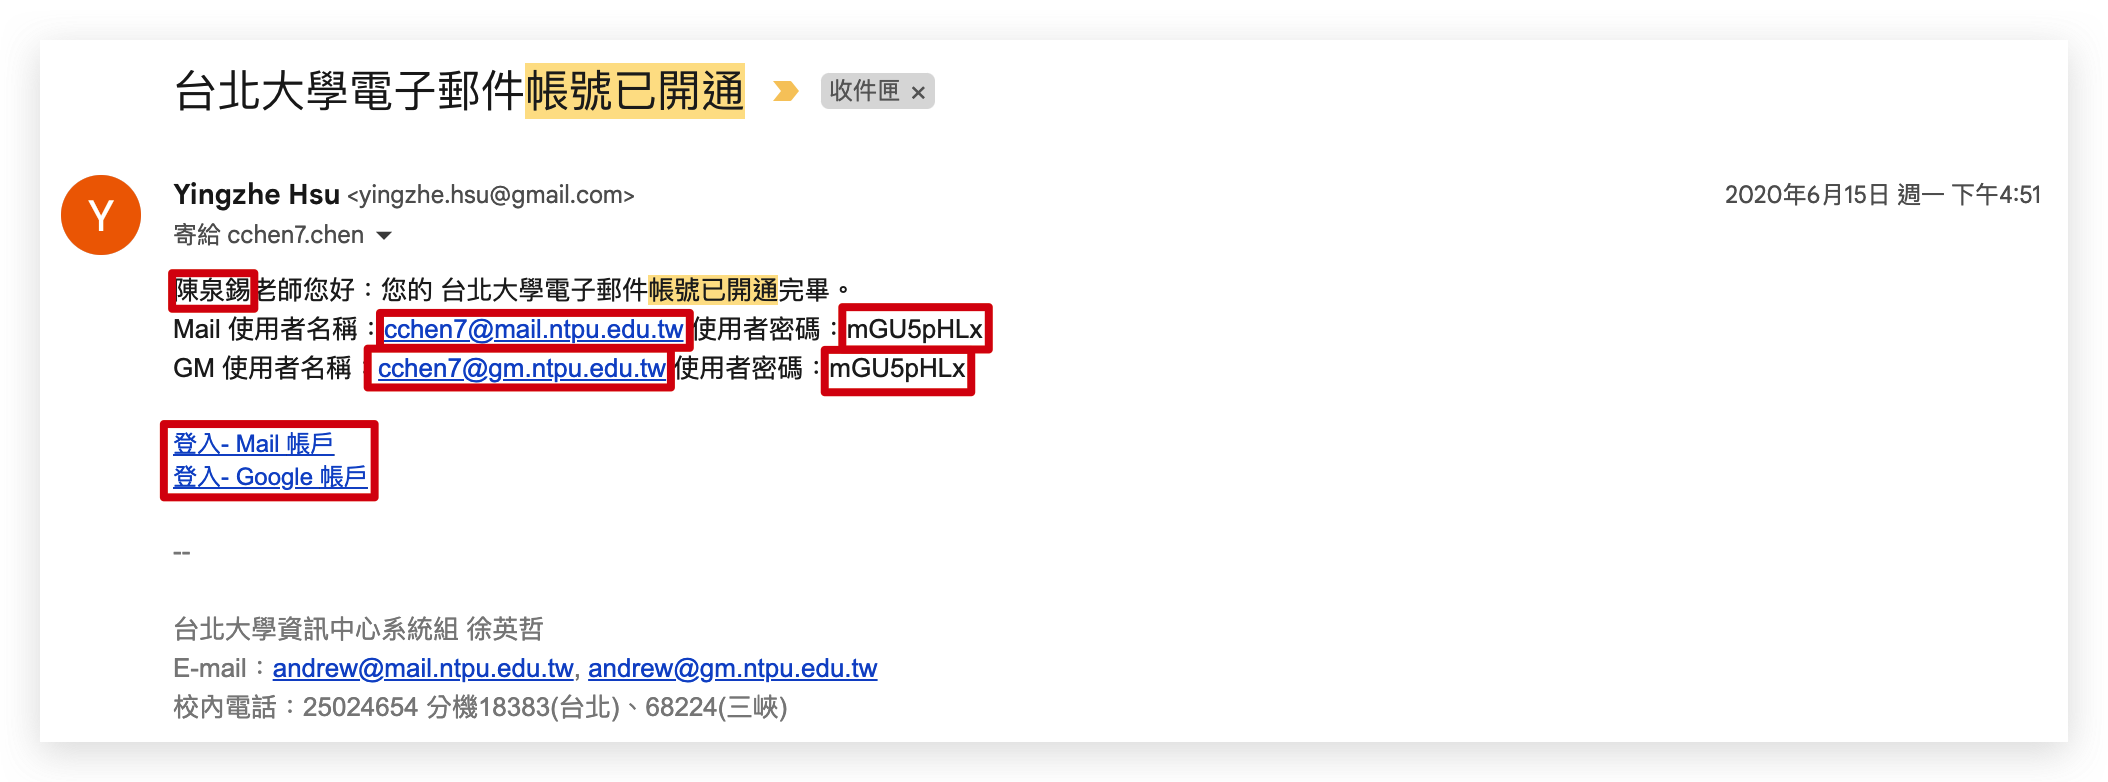 台北大學電子郵件帳號已開通 收件匣 ×
Y
Yingzhe Hsu <yingzhe.hsu@gmail.com> 2020年6月15日 週一 下午4:51
寄給 cchen7.chen
陳泉錫老師您好：您的 台北大學電子郵件帳號已開通完畢。
Mail 使用者名稱：cchen7@mail.ntpu.edu.tw 使用者密碼：mGU5pHLx
GM 使用者名稱：cchen7@gm.ntpu.edu.tw 使用者密碼：mGU5pHLx
登入- Mail 帳戶
登入- Google 帳戶
--
台北大學資訊中心系統組 徐英哲
E-mail：andrew@mail.ntpu.edu.tw, andrew@gm.ntpu.edu.tw
校內電話：25024654 分機18383(台北)、68224(三峽)